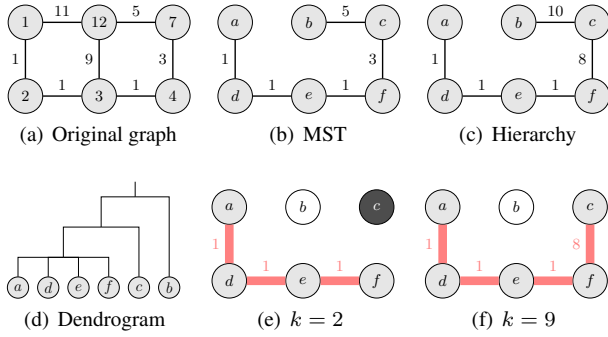 11 5 a b 5 c a b 10 c
1 12 7
1 9 3 1 3 1 8
2 1 3 1 4 d 1 e 1 f d 1 e 1 f
(a) Original graph (b) MST (c) Hierarchy
a b c a b c
1 1 1 1 1 1 8
a d e f c b d e f d e f
(d) Dendrogram (e) k = 2 (f) k = 9